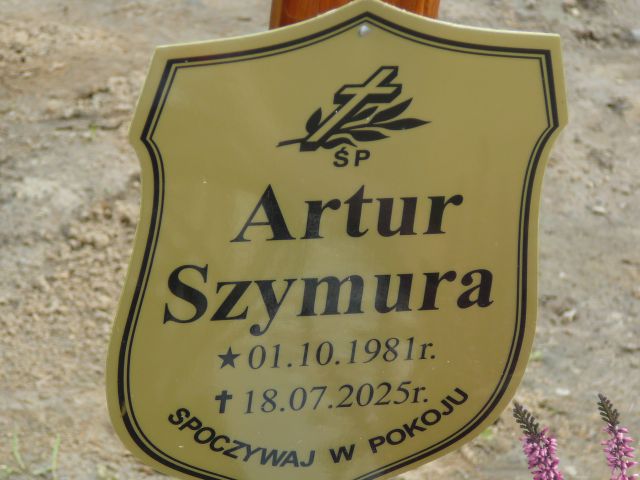 ŚP
Artur
Szymura
★ 01.10.1981r.
✝ 18.07.2025r.
SPOCZYWAJ W POKOJU